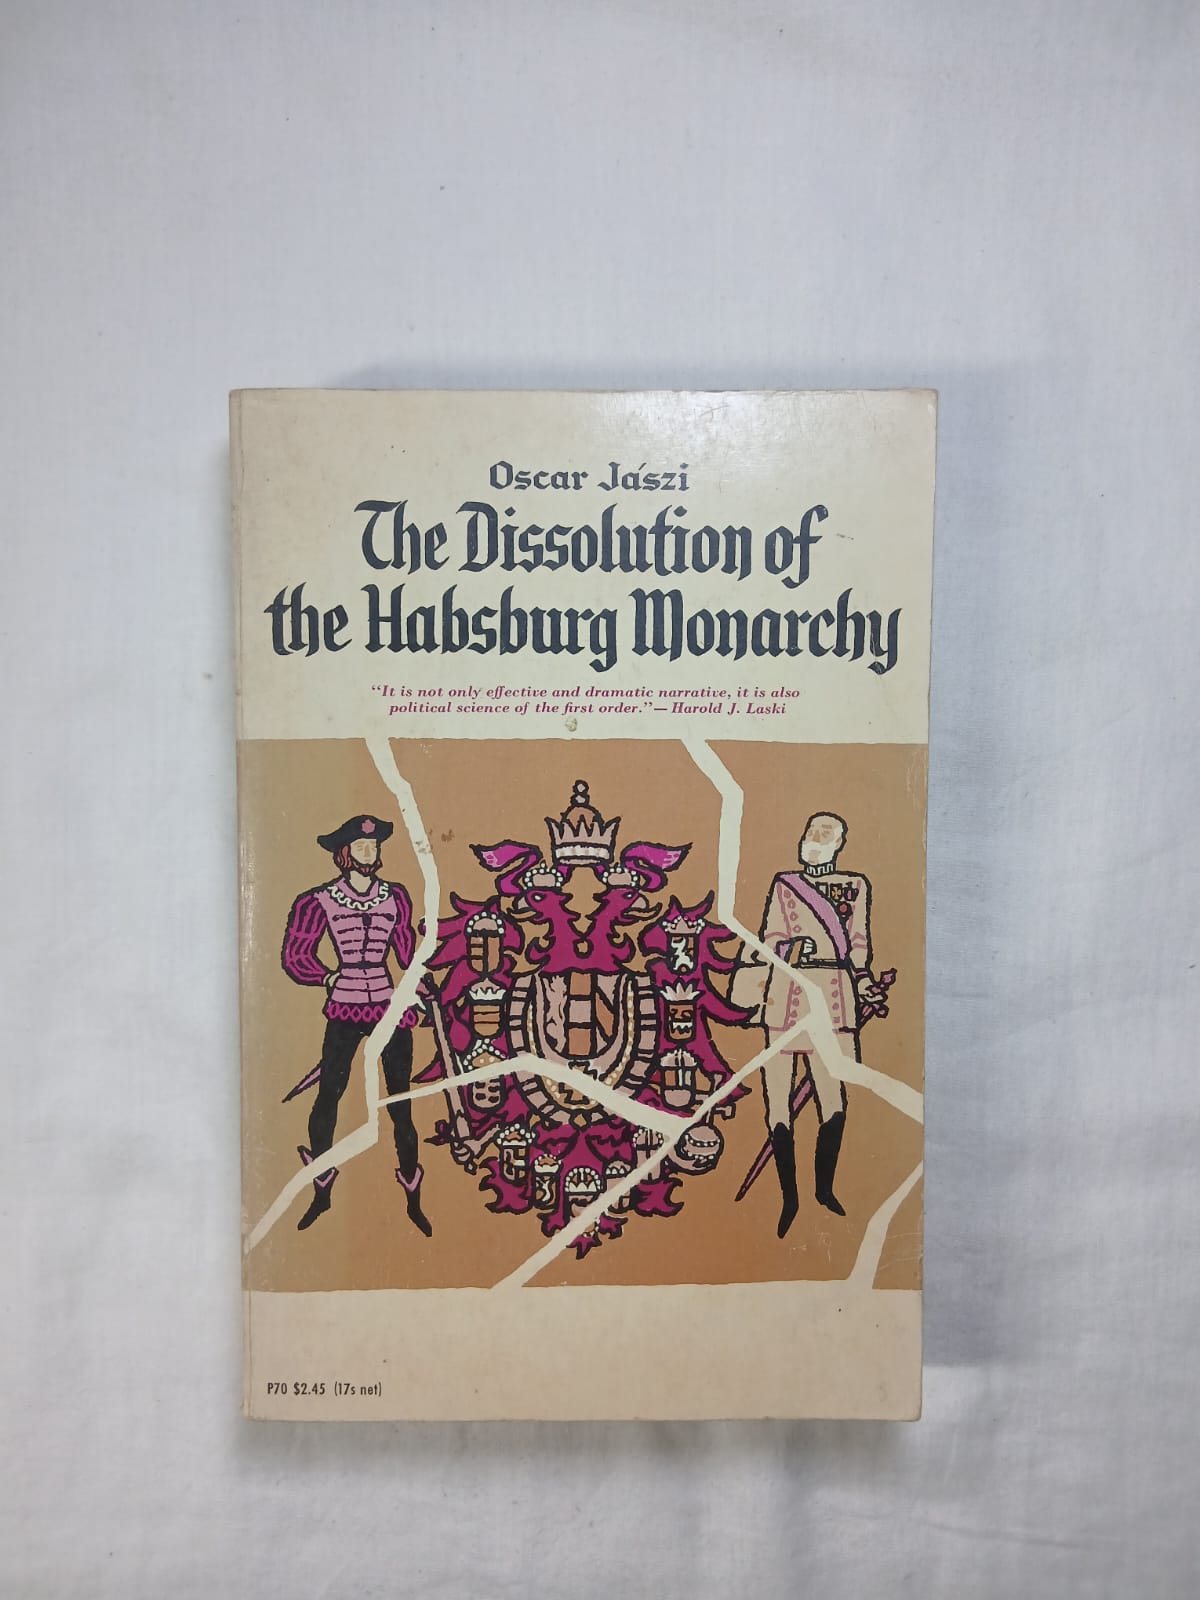 Oscar Jászi
The Dissolution of
the Habsburg Monarchy
"It is not only effective and dramatic narrative, it is also
political science of the first order."—Harold J. Laski
P70 $2.45 (17s net)